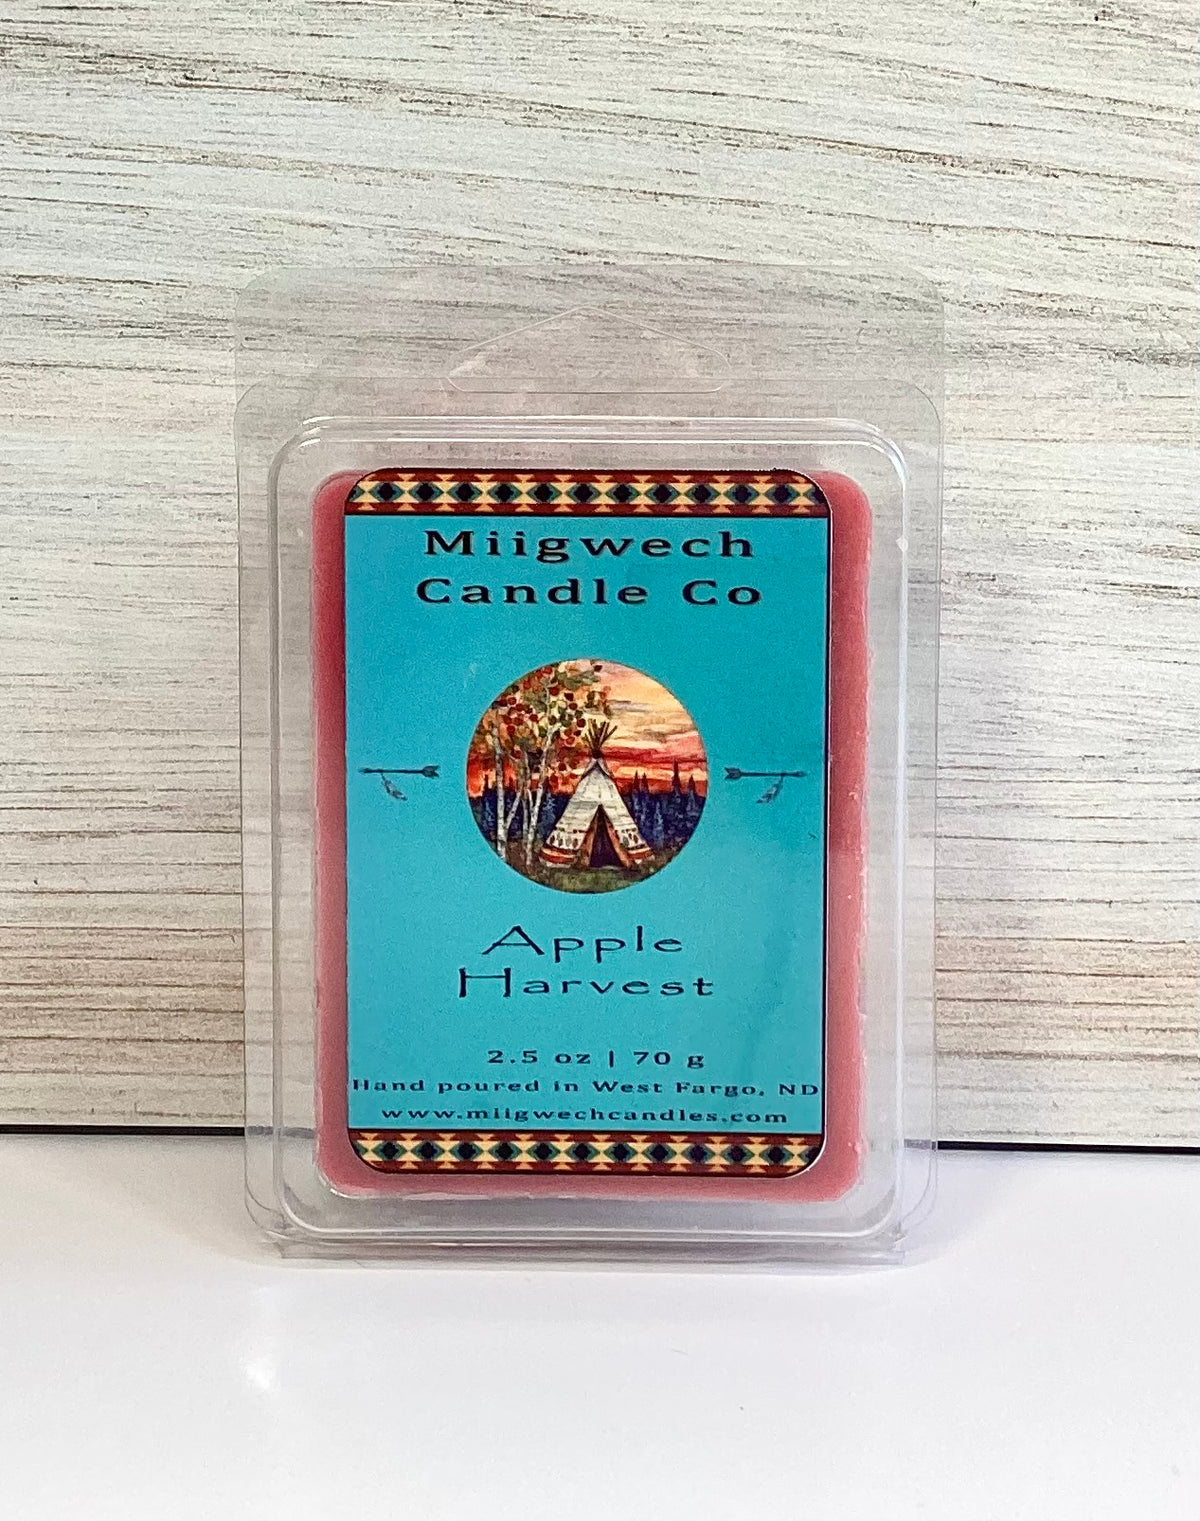 Miigwech
Candle Co
Apple
Harvest
2.5 oz | 70 g
Hand poured in West Fargo, ND
www.miigwechcandles.com